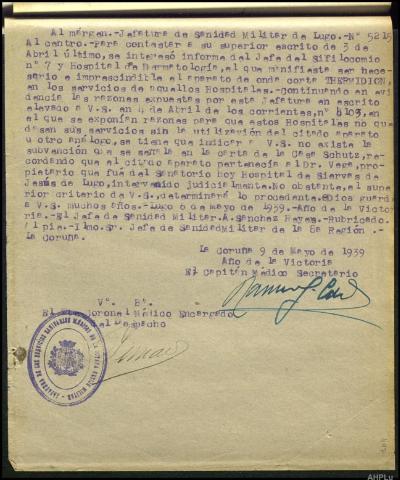 Al márgen.-Jefatura de Sanidad Militar de Lugo.-Nº 5215
Al centro.-Para contestar a su superior escrito de 3 de
Abril último, se interesó informe del Jefe del Sifilocomio
nº 7 y Hospital de Dermatología, el que manifiesta ser nece-
sario e imprescindible el aparato de onda corta THERMIDION,
en los servicios de aquellos Hospitales.-Continuando en evi-
dencia las razones expuestas por esta Jefatura en escrito
elevado a V.S. en 4 de Abril de los corrientes, nº 4103, en
el que se exponían razones para que estos Hospitales no que-
dasen sus servicios sin la utilización del citado aparato
u otro análogo, se tiene que indicar a V.S. no existe la
subvención que se señala en la carta de la Casa Schutz, re-
cordando que el citado aparato pertenecía al Dr. Vega, pro-
pietario que fué del Sanatorio hoy Hospital de Siervas de
Jesús de Lugo, intervenido judicialmente. No obstante, el supe
rior criterio de V.S. determinará lo procedente.-Dios guarde
a V.S. muchos años.-Lugo 6 de Mayo de 1939.-Año de la Victo-
ria.-El Jefe de Sanidad Militar.A.Sanchez Reyes.-Rubricado.
Al pie.-Ilmo.Sr. Jefe de Sanidad Militar de la 8a Región .-
La Coruña.
La Coruña 9 de Mayo de 1939
Año de la Victoria
El Capitán Médico Secretario
Vº. Bº.
El Coronel Médico Encargado
del Despacho
AHPLu